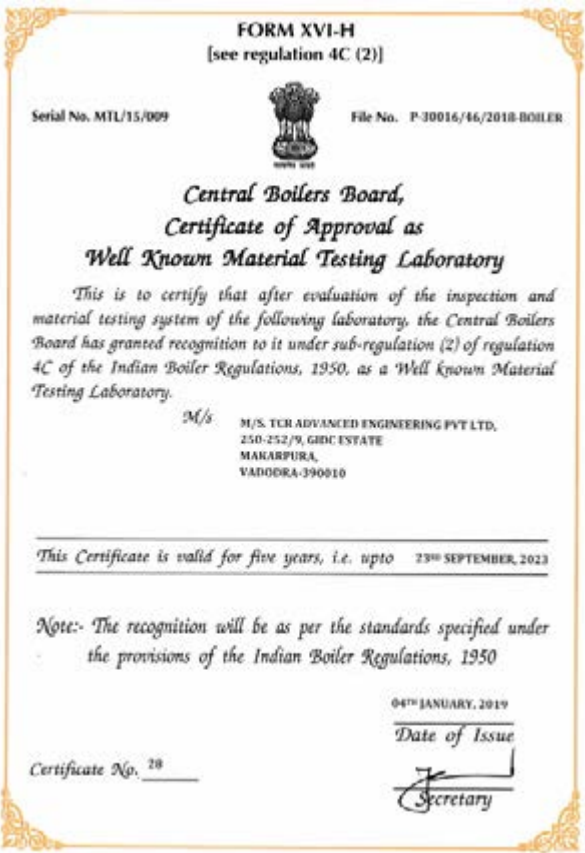 FORM XVI-H
[see regulation 4C (2)]
Serial No. MTL/15/009
File No. P-30016/46/2018-BOILER
सत्यमेव जयते
Central Boilers Board,
Certificate of Approval as
Well Known Material Testing Laboratory
This is to certify that after evaluation of the inspection and
material testing system of the following laboratory, the Central Boilers
Board has granted recognition to it under sub-regulation (2) of regulation
4C of the Indian Boiler Regulations, 1950, as a Well known Material
Testing Laboratory.
M/s M/S. TCR ADVANCED ENGINEERING PVT LTD,
250-252/9, GIDC ESTATE
MAKARPURA,
VADODRA-390010
This Certificate is valid for five years, i.e. upto 23RD SEPTEMBER, 2023
Note:- The recognition will be as per the standards specified under
the provisions of the Indian Boiler Regulations, 1950
04TH JANUARY, 2019
Date of Issue
Certificate No. 28
Secretary